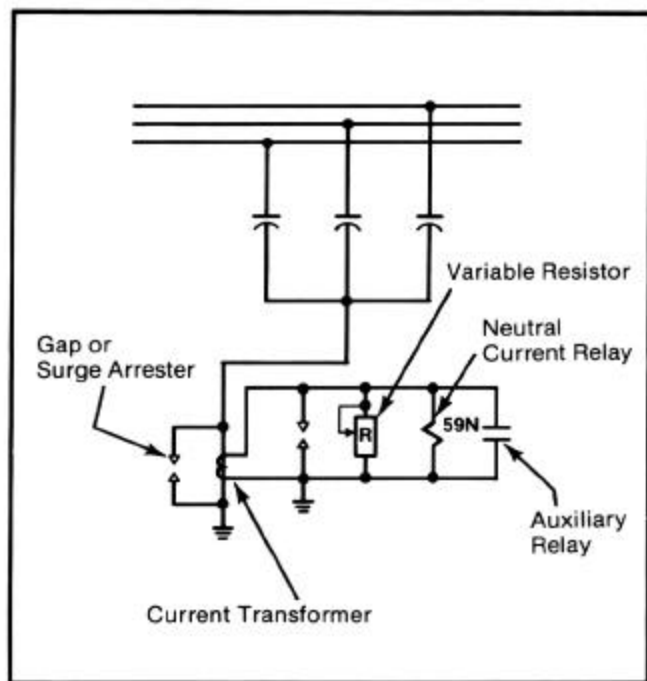 Variable Resistor
Neutral
Current Relay
Gap or
Surge Arrester
R
59N
Auxiliary
Relay
Current Transformer